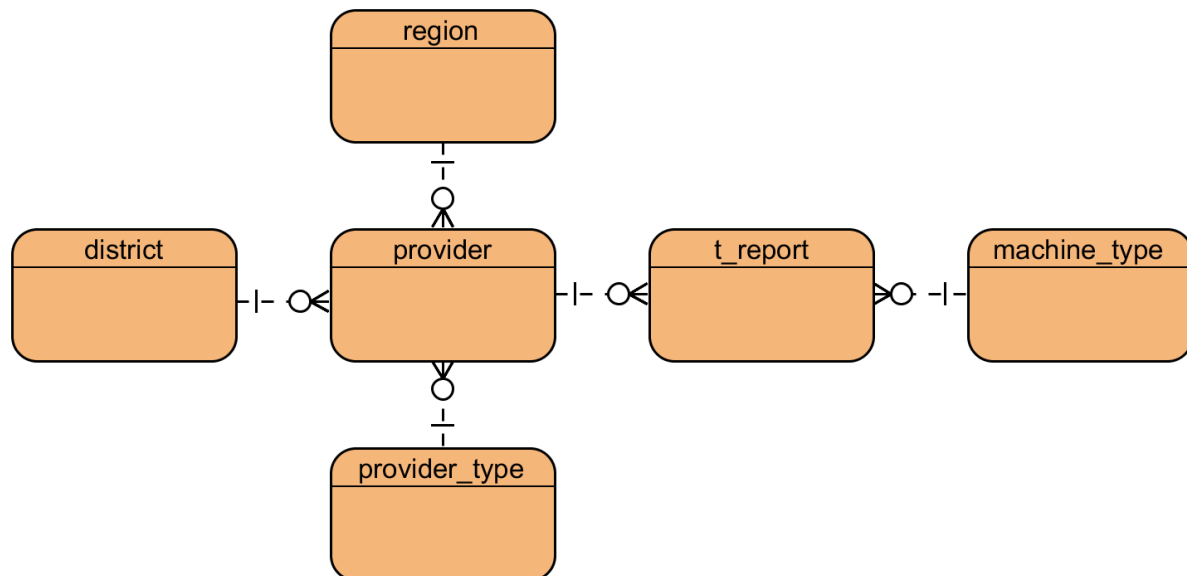 region
district
provider
t_report
machine_type
provider_type